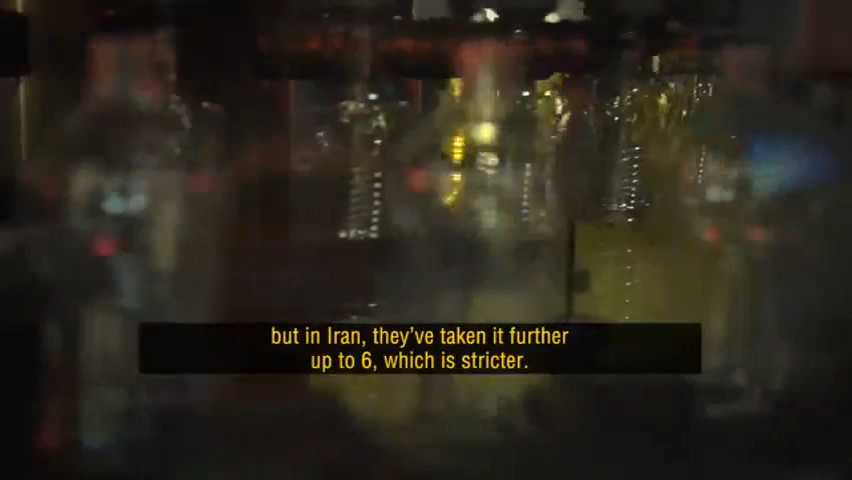 but in Iran, they've taken it further
up to 6, which is stricter.